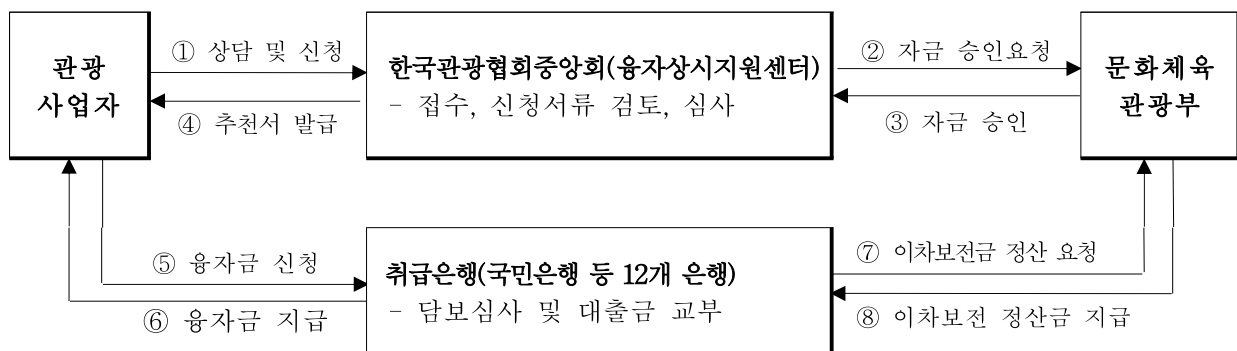 관광
사업자
① 상담 및 신청
④ 추천서 발급
한국관광협회중앙회(융자상시지원센터)
- 접수, 신청서류 검토, 심사
② 자금 승인요청
③ 자금 승인
문화체육
관광부
⑤ 융자금 신청
⑥ 융자금 지급
취급은행(국민은행 등 12개 은행)
- 담보심사 및 대출금 교부
⑦ 이차보전금 정산 요청
⑧ 이차보전 정산금 지급